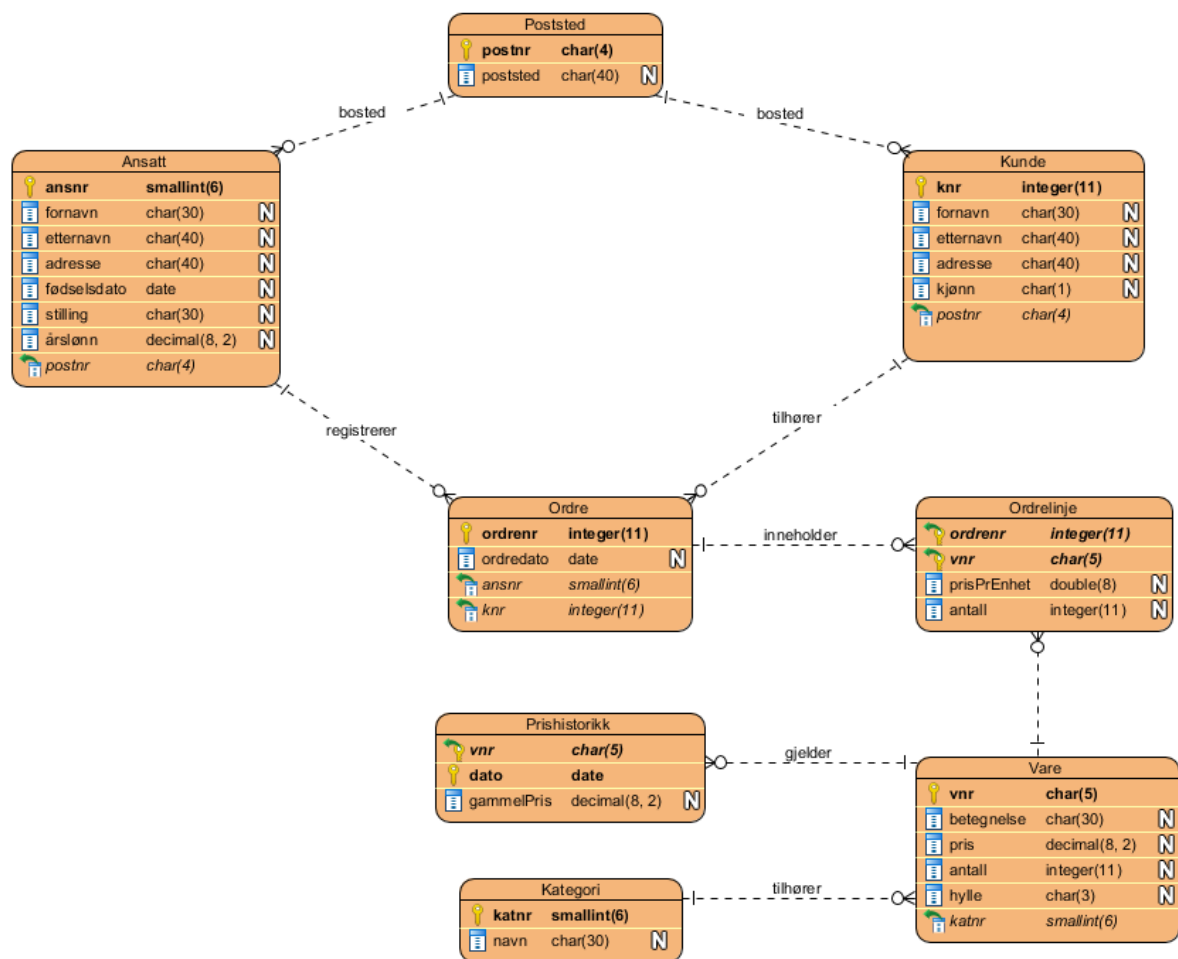 Poststed
postnr char(4)
poststed char(40) N
bosted
bosted
Ansatt
ansnr smallint(6)
fornavn char(30) N
etternavn char(40) N
adresse char(40) N
fødselsdato date N
stilling char(30) N
årslønn decimal(8, 2) N
postnr char(4)
Kunde
knr integer(11)
fornavn char(30) N
etternavn char(40) N
adresse char(40) N
kjønn char(1) N
postnr char(4)
registrerer
tilhører
Ordre
ordrenr integer(11)
ordredato date N
ansnr smallint(6)
knr integer(11)
inneholder
Ordrelinje
ordrenr integer(11)
vnr char(5)
prisPrEnhet double(8) N
antall integer(11) N
Prishistorikk
vnr char(5)
dato date
gammelPris decimal(8, 2) N
gjelder
Vare
vnr char(5)
betegnelse char(30) N
pris decimal(8, 2) N
antall integer(11) N
hylle char(3) N
katnr smallint(6)
Kategori
katnr smallint(6)
navn char(30) N
tilhører